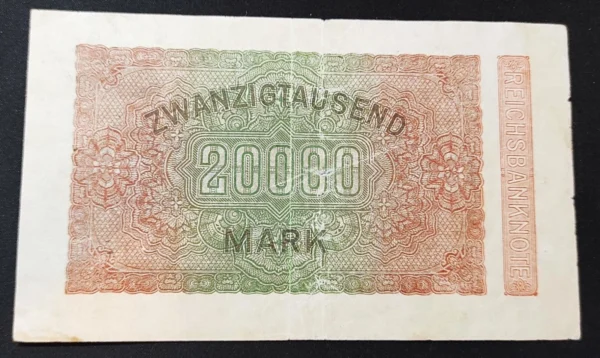 ZWANZIGTAUSEND
20000
MARK
REICHSBANKNOTE